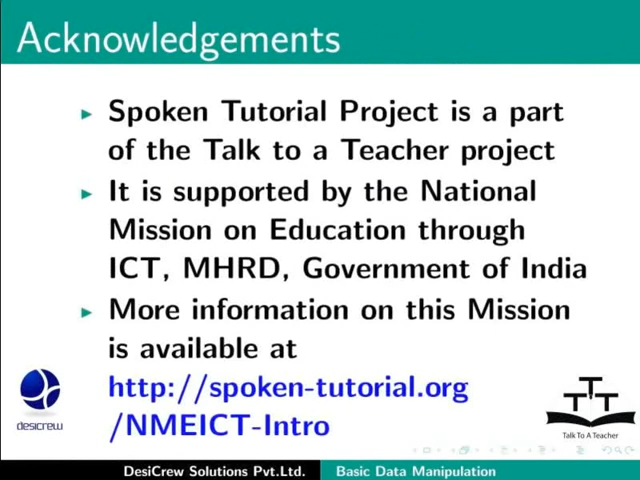 Acknowledgements
Spoken Tutorial Project is a part
of the Talk to a Teacher project
It is supported by the National
Mission on Education through
ICT, MHRD, Government of India
More information on this Mission
is available at
http://spoken-tutorial.org
/NMEICT-Intro
desicrew
T T T
Talk To A Teacher
DesiCrew Solutions Pvt.Ltd. Basic Data Manipulation